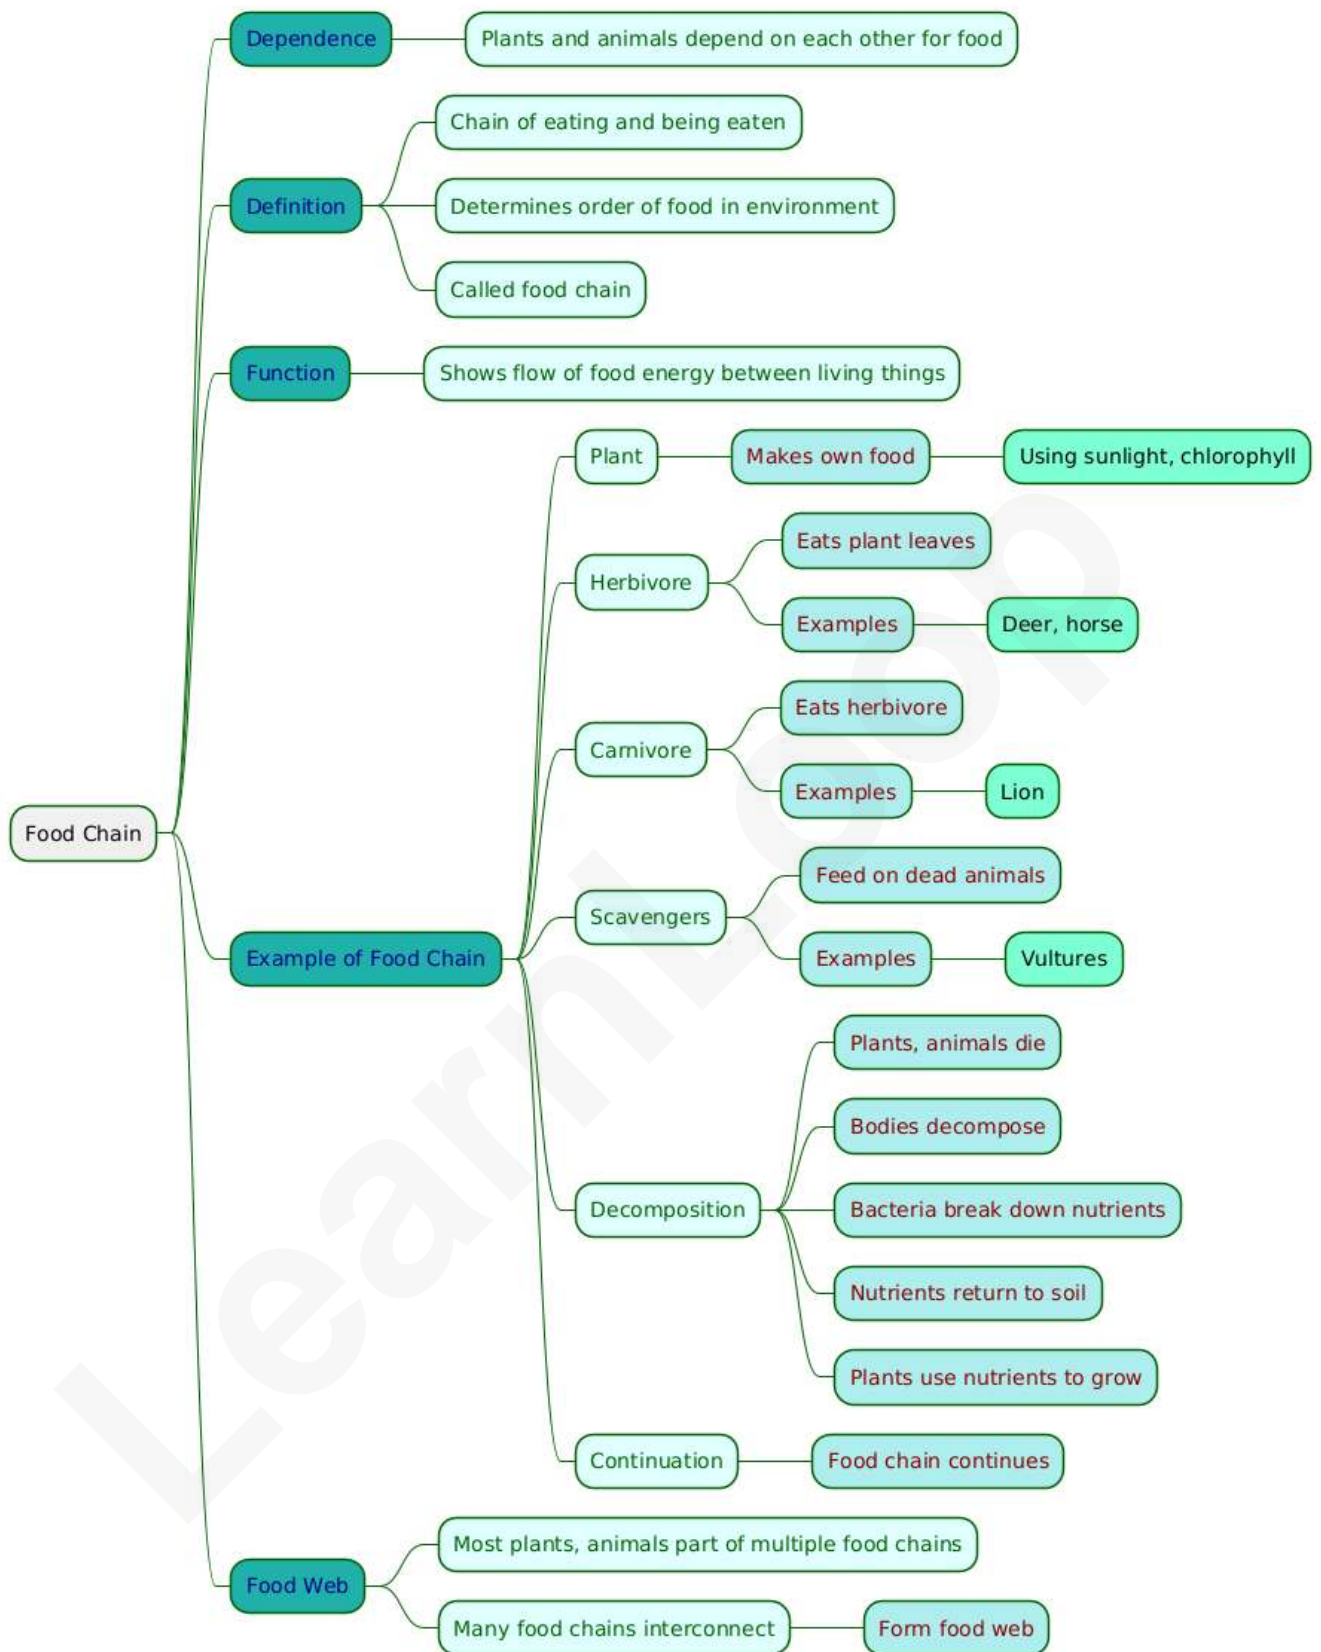 Dependence
Plants and animals depend on each other for food
Chain of eating and being eaten
Definition
Determines order of food in environment
Called food chain
Function
Shows flow of food energy between living things
Plant
Makes own food
Using sunlight, chlorophyll
Eats plant leaves
Herbivore
Examples
Deer, horse
Eats herbivore
Carnivore
Examples
Lion
Food Chain
Feed on dead animals
Scavengers
Example of Food Chain
Examples
Vultures
Plants, animals die
Bodies decompose
Decomposition
Bacteria break down nutrients
Nutrients return to soil
Plants use nutrients to grow
Continuation
Food chain continues
Most plants, animals part of multiple food chains
Food Web
Many food chains interconnect
Form food web
LearnLoop